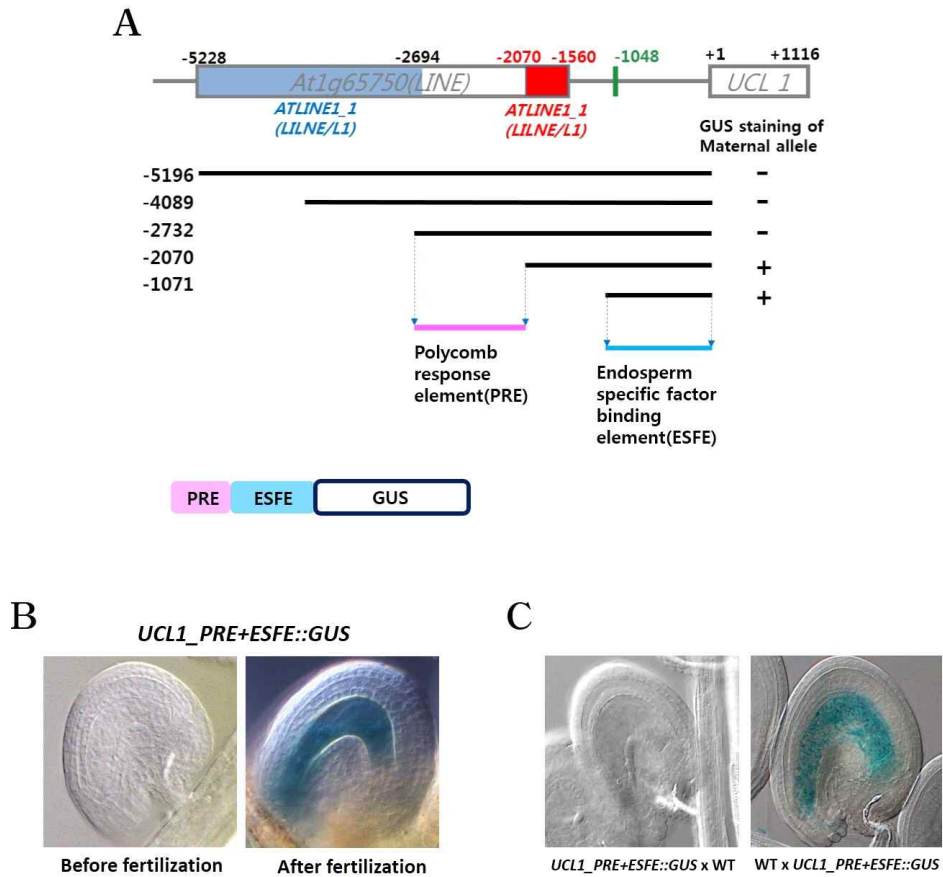 A
-5228
-2694
-2070
-1560
-1048
+1
+1116
At1g65750(LINE)
UCL 1
ATLINE1_1
(LILNE/L1)
ATLINE1_1
(LILNE/L1)
GUS staining of
Maternal allele
-5196
-
-4089
-
-2732
-
-2070
+
-1071
+
Polycomb
response
element(PRE)
Endosperm
specific factor
binding
element(ESFE)
PRE
ESFE
GUS
B
UCL1_PRE+ESFE::GUS
Before fertilization
After fertilization
C
UCL1_PRE+ESFE::GUS x WT
WT x UCL1_PRE+ESFE::GUS